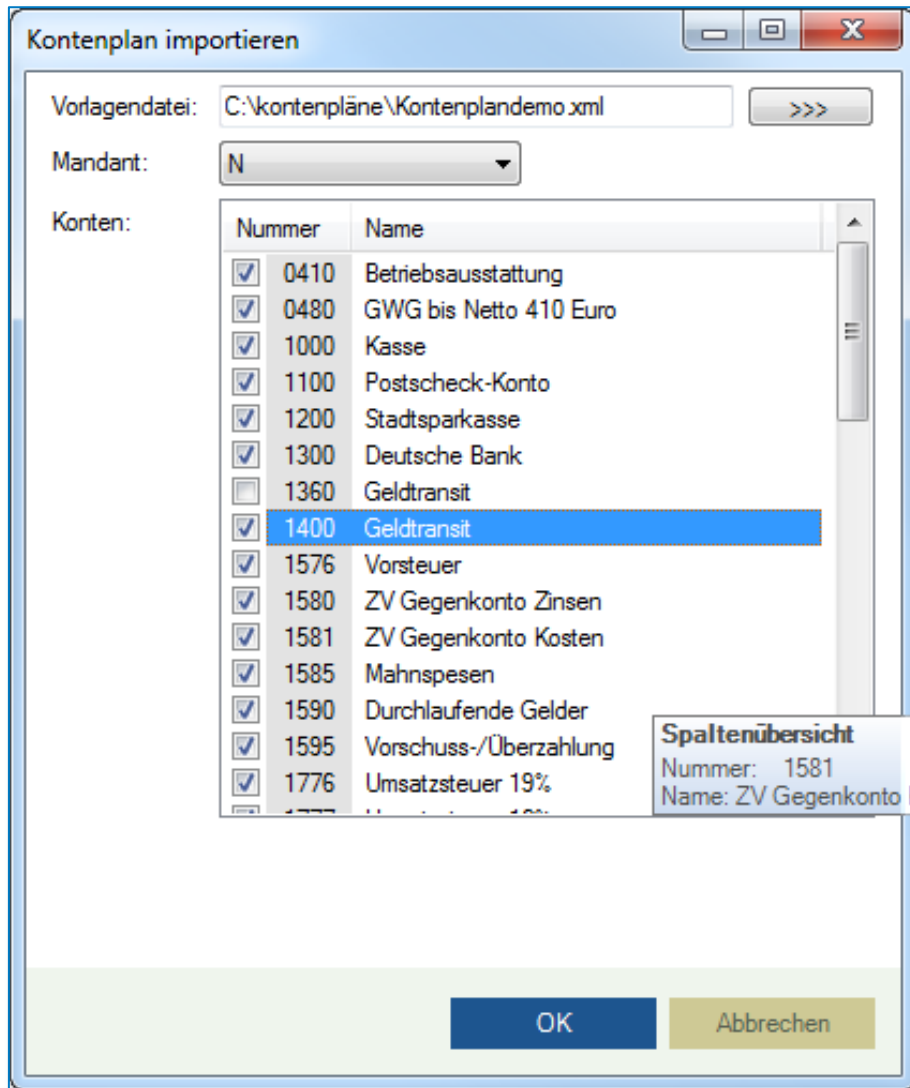 Kontenplan importieren
Vorlagendatei: C:\kontenpläne\Kontenplandemo.xml >>>
Mandant: N
Konten: Nummer Name
0410 Betriebsausstattung
0480 GWG bis Netto 410 Euro
1000 Kasse
1100 Postscheck-Konto
1200 Stadtsparkasse
1300 Deutsche Bank
1360 Geldtransit
1400 Geldtransit
1576 Vorsteuer
1580 ZV Gegenkonto Zinsen
1581 ZV Gegenkonto Kosten
1585 Mahnspesen
1590 Durchlaufende Gelder
1595 Vorschuss-/Überzahlung
1776 Umsatzsteuer 19%
Spaltenübersicht
Nummer: 1581
Name: ZV Gegenkonto
OK Abbrechen